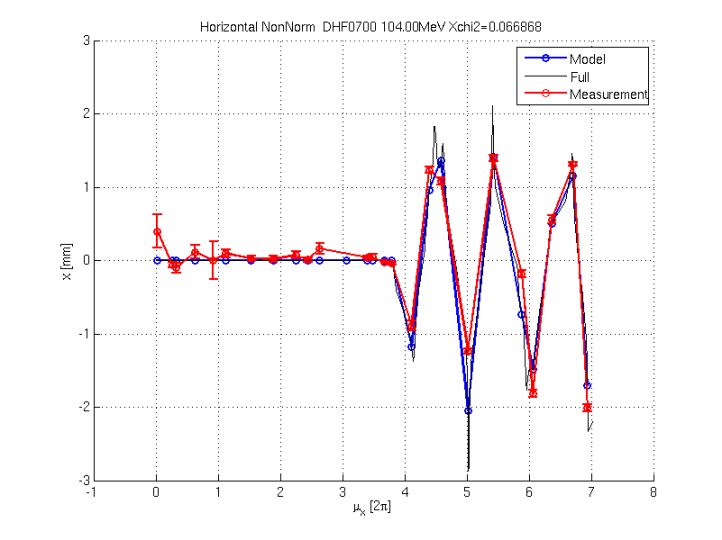 Horizontal NonNorm DHF0700 104.00MeV Xchi2=0.066868
Model
Full
Measurement
3
2
1
0
-1
-2
-3
x [mm]
-1 0 1 2 3 4 5 6 7 8
μx [2π]